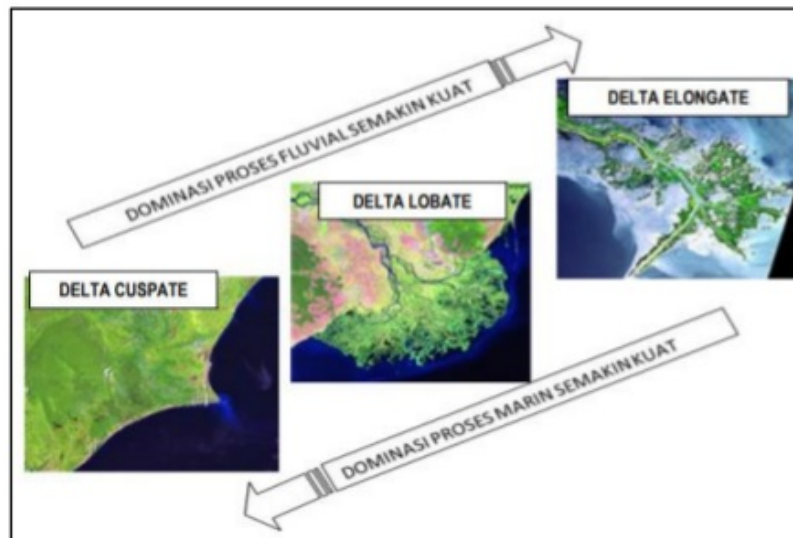 DOMINASI PROSES FLUVIAL SEMAKIN KUAT
DELTA ELONGATE
DELTA LOBATE
DELTA CUSPATE
DOMINASI PROSES MARIN SEMAKIN KUAT